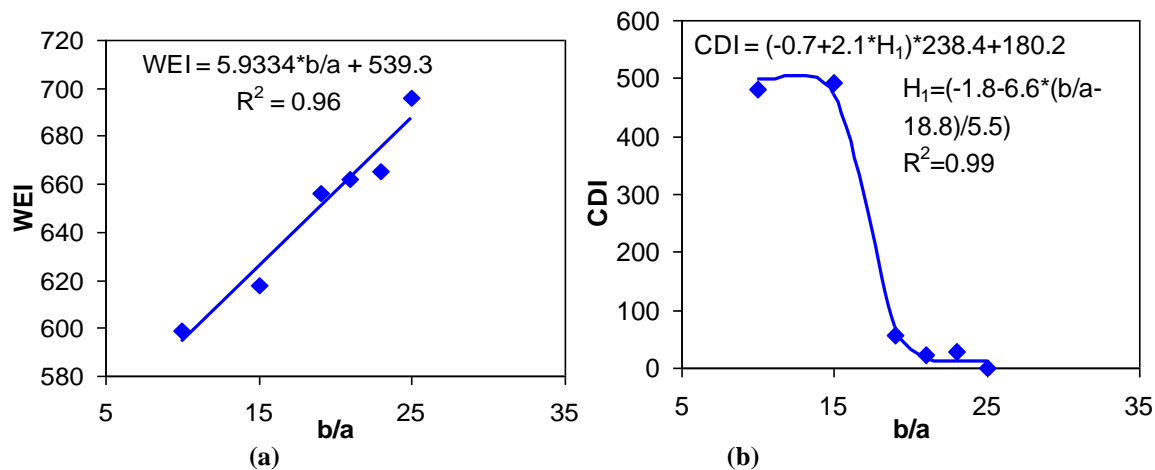 720
700
680
660
640
620
600
580
WEI = 5.9334*b/a + 539.3
R² = 0.96
WEI
5
15
25
35
b/a
(a)
600
500
400
300
200
100
0
CDI = (-0.7+2.1*H₁)*238.4+180.2
H₁=(-1.8-6.6*(b/a-
18.8)/5.5)
R²=0.99
CDI
5
15
25
35
b/a
(b)